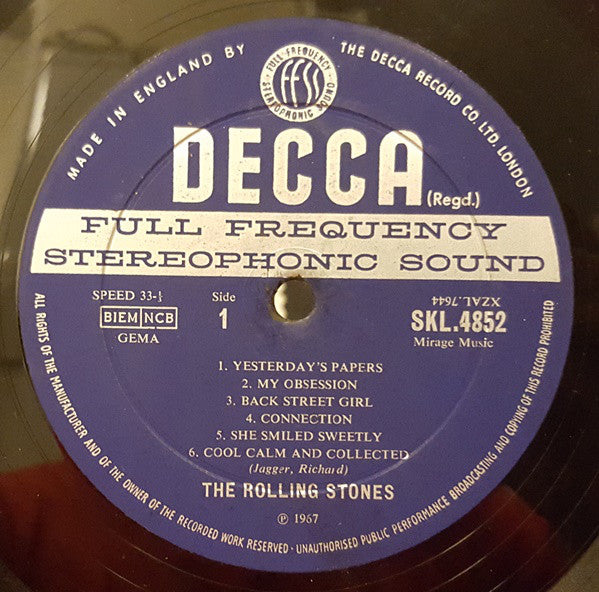 MADE IN ENGLAND BY
THE DECCA RECORD CO. LTD. LONDON
FULL FREQUENCY
ffss
STEREOPHONIC SOUND
DECCA (Regd.)
FULL FREQUENCY
STEREOPHONIC SOUND
SPEED 33-⅓
Side
1
BIEM NCB
GEMA
XZAL.7644
SKL.4852
Mirage Music
1. YESTERDAY'S PAPERS
2. MY OBSESSION
3. BACK STREET GIRL
4. CONNECTION
5. SHE SMILED SWEETLY
6. COOL CALM AND COLLECTED
(Jagger, Richard)
THE ROLLING STONES
℗ 1967
ALL RIGHTS OF THE MANUFACTURER AND OF THE OWNER OF THE RECORDED WORK RESERVED · UNAUTHORISED PUBLIC PERFORMANCE BROADCASTING AND COPYING OF THIS RECORD PROHIBITED